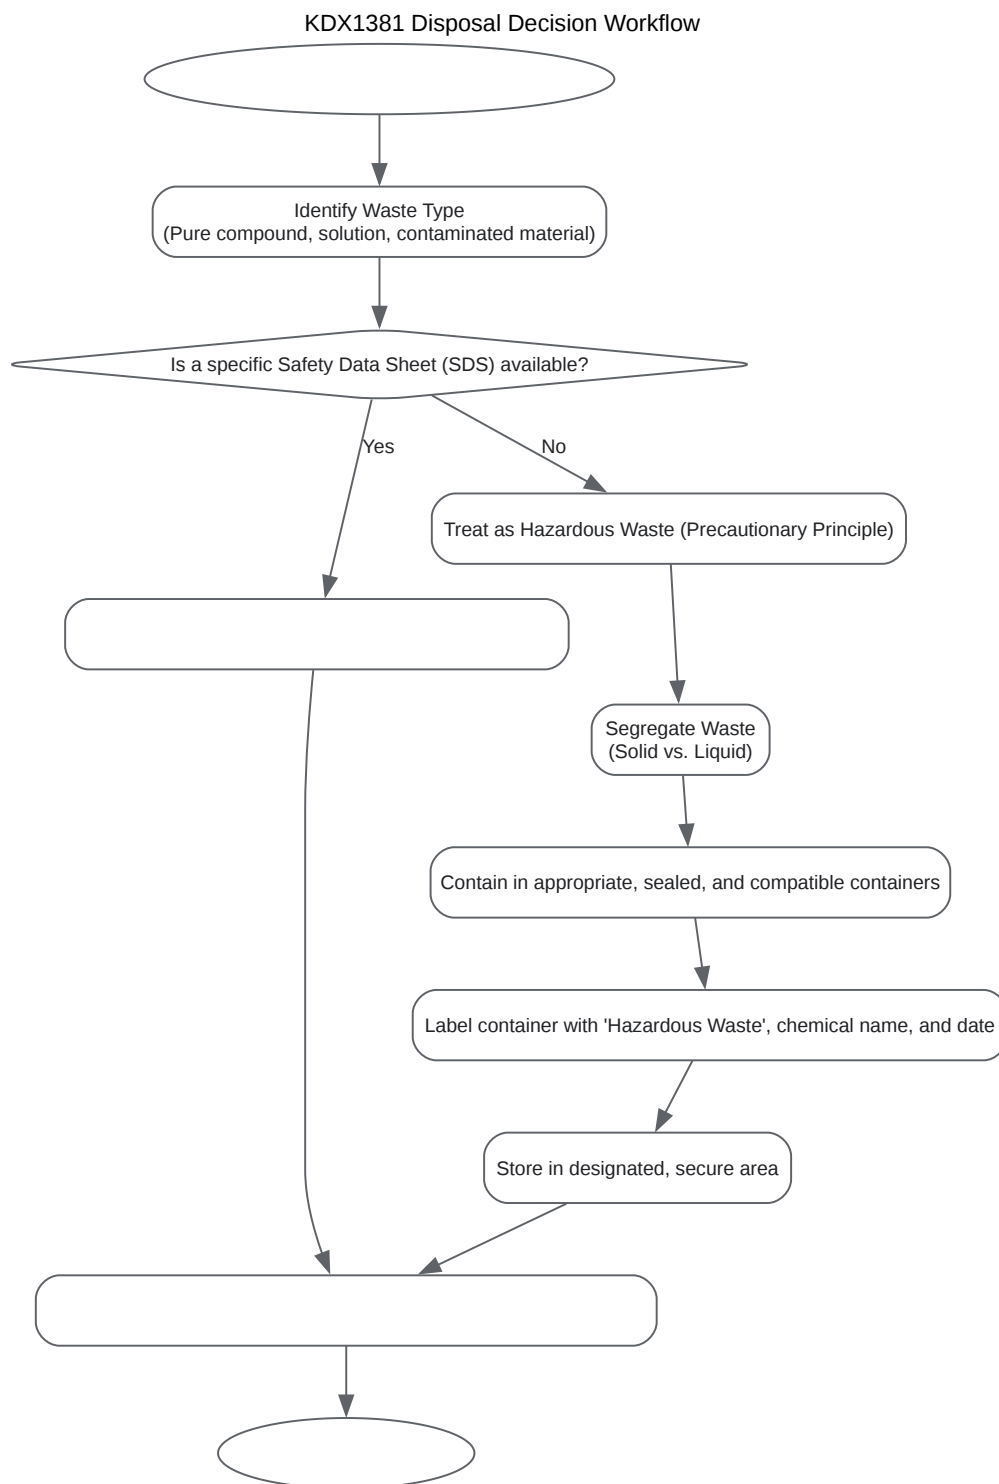 KDX1381 Disposal Decision Workflow
Identify Waste Type
(Pure compound, solution, contaminated material)
Is a specific Safety Data Sheet (SDS) available?
Yes
No
Treat as Hazardous Waste (Precautionary Principle)
Segregate Waste
(Solid vs. Liquid)
Contain in appropriate, sealed, and compatible containers
Label container with 'Hazardous Waste', chemical name, and date
Store in designated, secure area